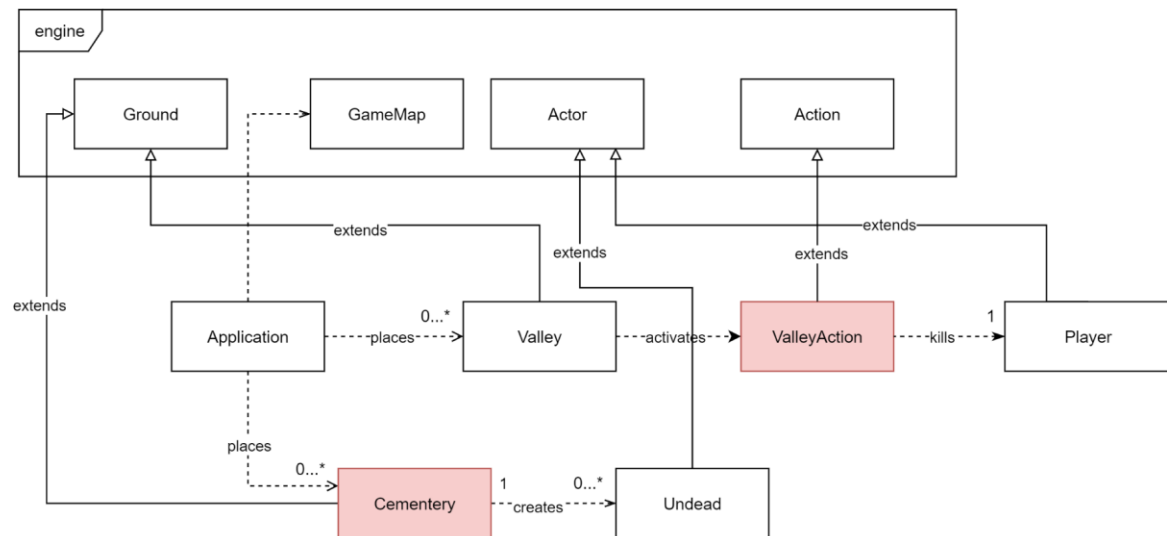 engine
Ground
GameMap
Actor
Action
extends
extends
extends
extends
extends
Application
places
0...*
Valley
activates
ValleyAction
kills
1
Player
places
0...*
Cementery
1
creates
0...*
Undead